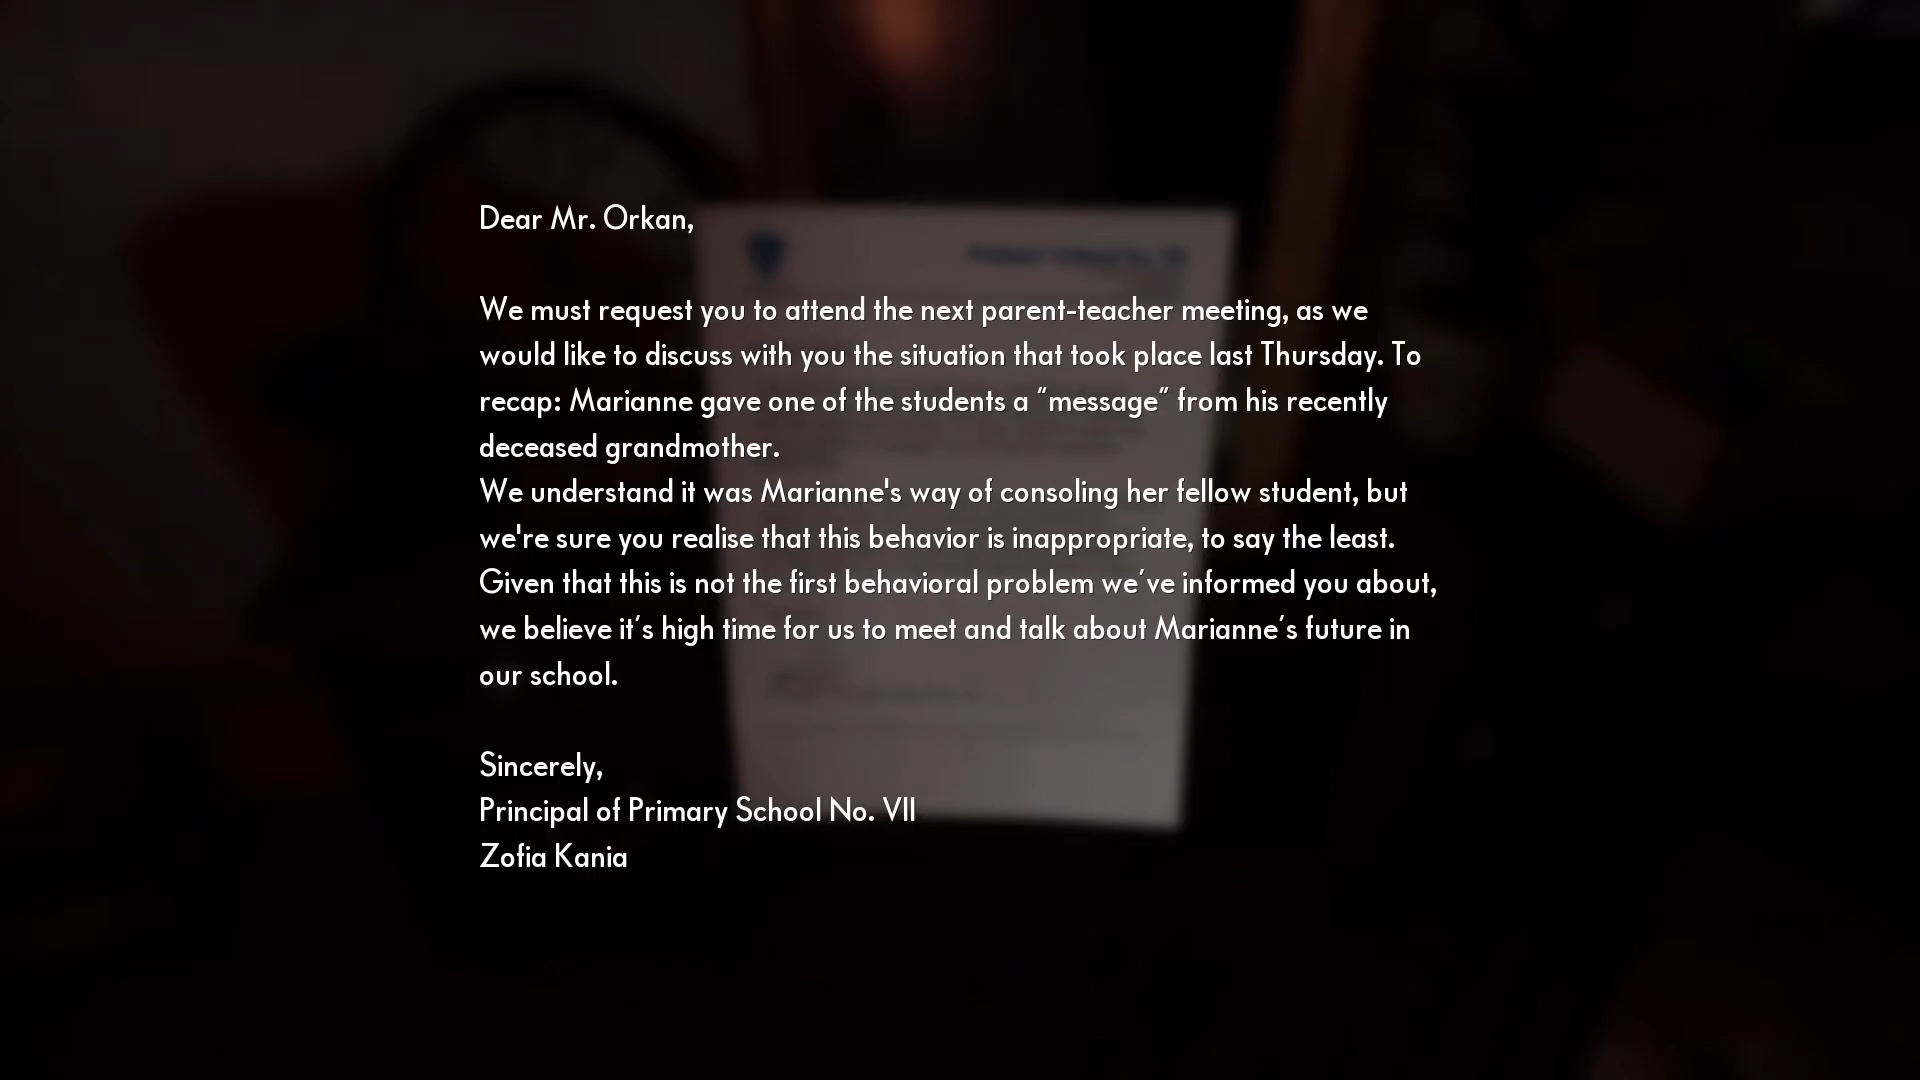 Dear Mr. Orkan,
We must request you to attend the next parent-teacher meeting, as we
would like to discuss with you the situation that took place last Thursday. To
recap: Marianne gave one of the students a “message” from his recently
deceased grandmother.
We understand it was Marianne's way of consoling her fellow student, but
we're sure you realise that this behavior is inappropriate, to say the least.
Given that this is not the first behavioral problem we’ve informed you about,
we believe it’s high time for us to meet and talk about Marianne’s future in
our school.
Sincerely,
Principal of Primary School No. VII
Zofia Kania